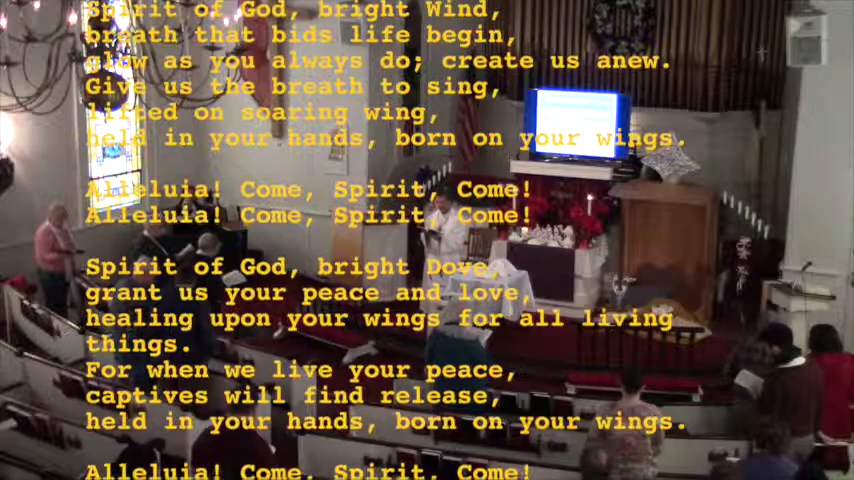 Spirit of God, bright Wind,
breath that bids life begin,
glow as you always do; create us anew.
Give us the breath to sing,
lifted on soaring wing,
held in your hands, born on your wings.
Alleluia! Come, Spirit, Come!
Alleluia! Come, Spirit, Come!
Spirit of God, bright Dove,
grant us your peace and love,
healing upon your wings for all living
things.
For when we live your peace,
captives will find release,
held in your hands, born on your wings.
Alleluia! Come, Spirit, Come!